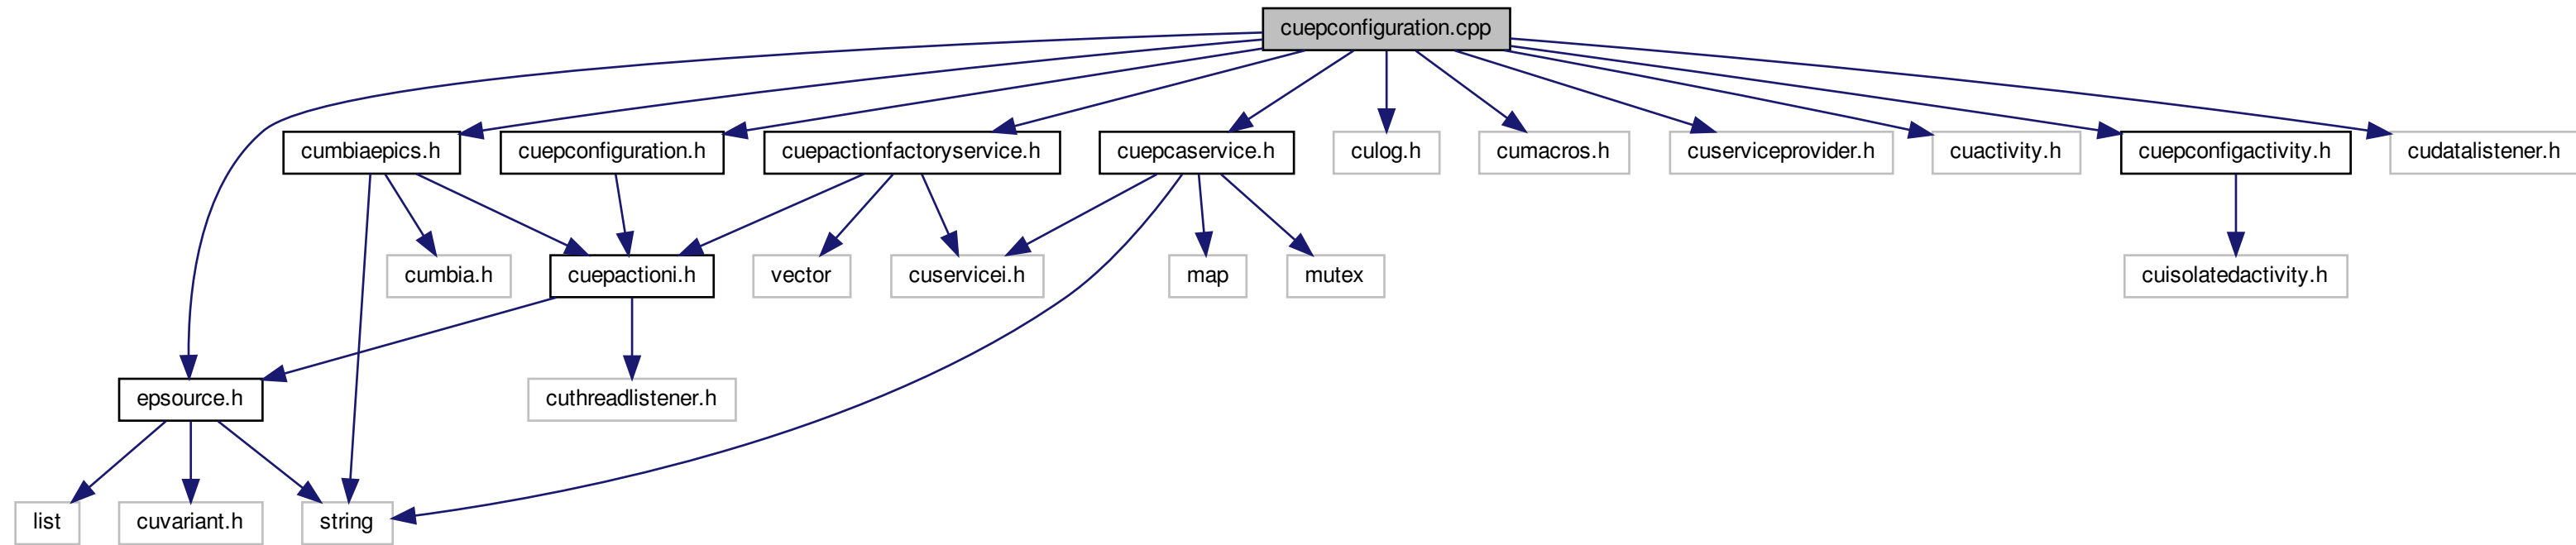 cuepconfiguration.cpp
cumbiaepics.h
cuepconfiguration.h
cuepactionfactoryservice.h
cuepcaservice.h
culog.h
cumacros.h
cuserviceprovider.h
cuactivity.h
cuepconfigactivity.h
cudatalistener.h
cumbia.h
cuepactioni.h
vector
cuservicei.h
map
mutex
cuisolatedactivity.h
epsource.h
cuthreadlistener.h
list
cuvariant.h
string